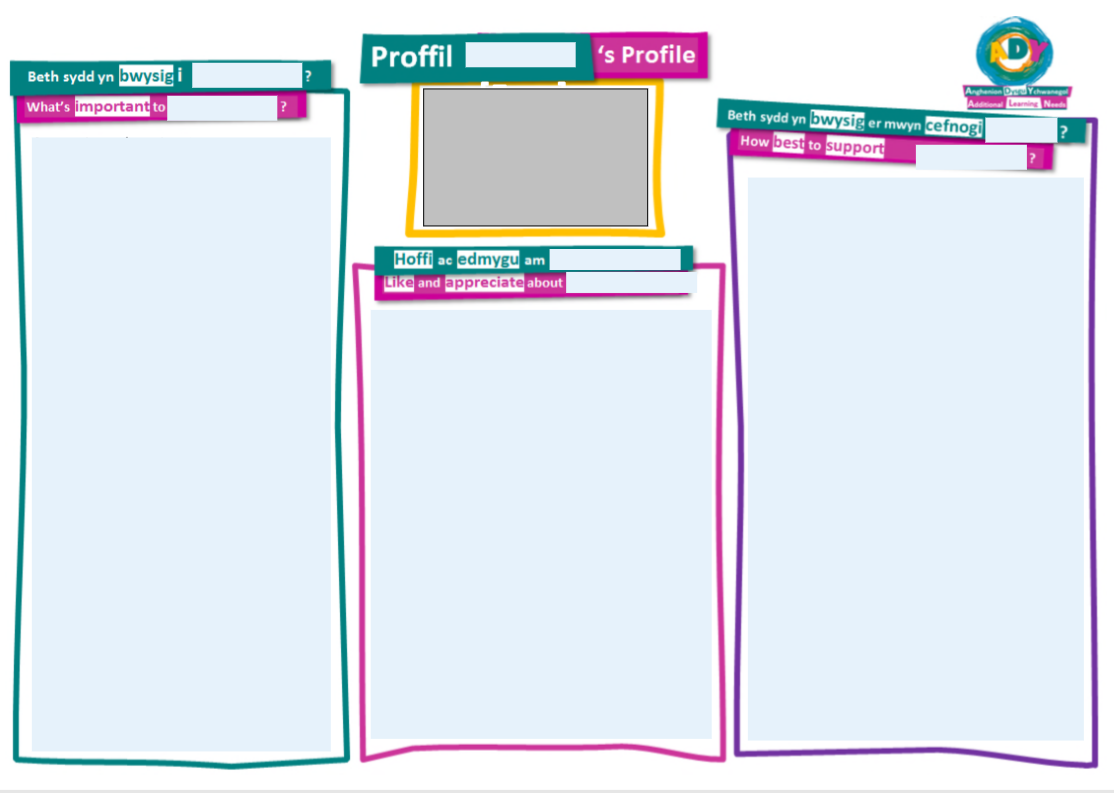 Proffil 's Profile
ADY
Anghenion Dysgu Ychwanegol
Additional Learning Needs
Beth sydd yn bwysig i ?
What's important to ?
Hoffi ac edmygu am
Like and appreciate about
Beth sydd yn bwysig er mwyn cefnogi ?
How best to support ?